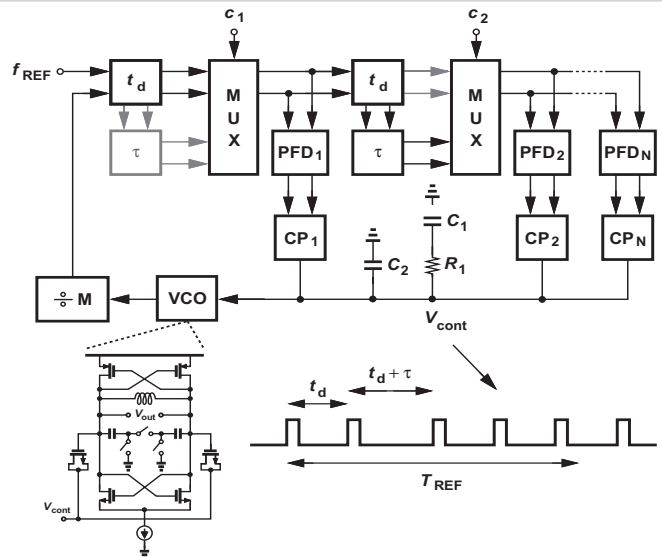 c1 c2
fREF td M U X td M U X
τ PFD1 τ PFD2 PFDN
C1
CP1 CP2 CPN
C2 R1
÷ M VCO
Vcont
td td + τ
Vout
TREF
Vcont